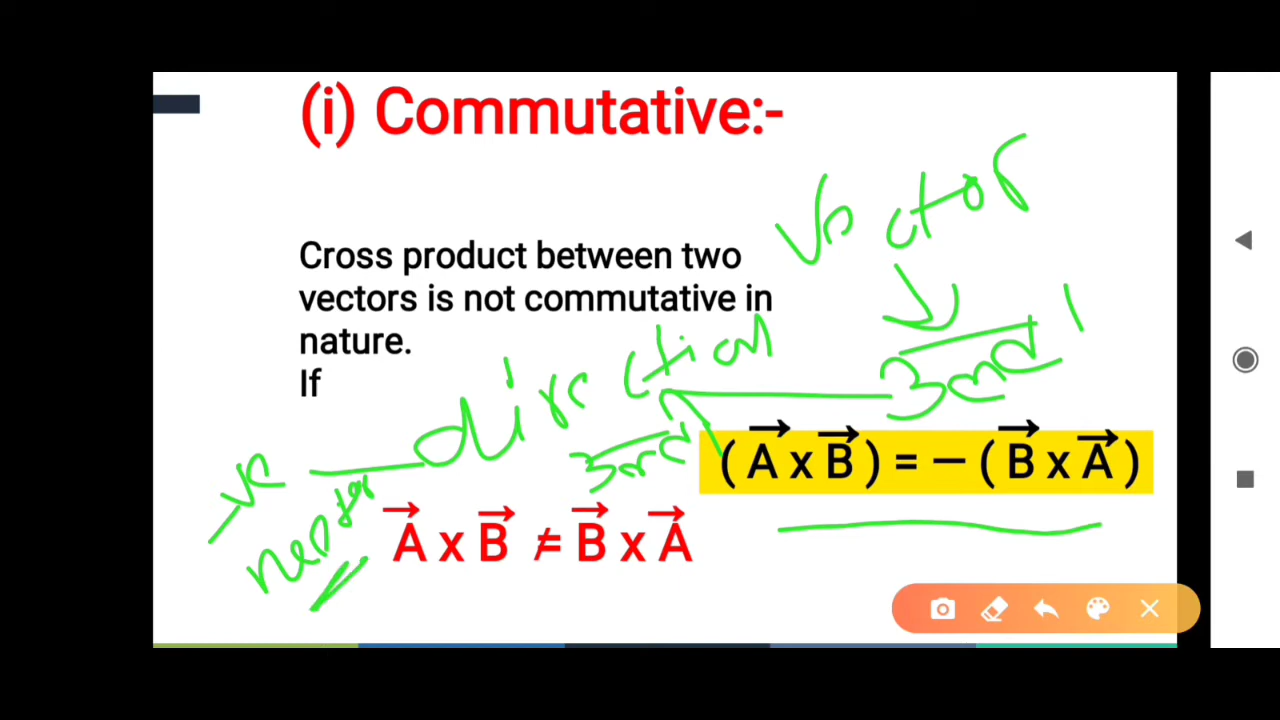 (i) Commutative:-
vector
Cross product between two
vectors is not commutative in
nature.
If
direction
3rd
3rd
-ve
(A⃗ x B⃗) = − (B⃗ x A⃗)
A⃗ x B⃗ ≠ B⃗ x A⃗